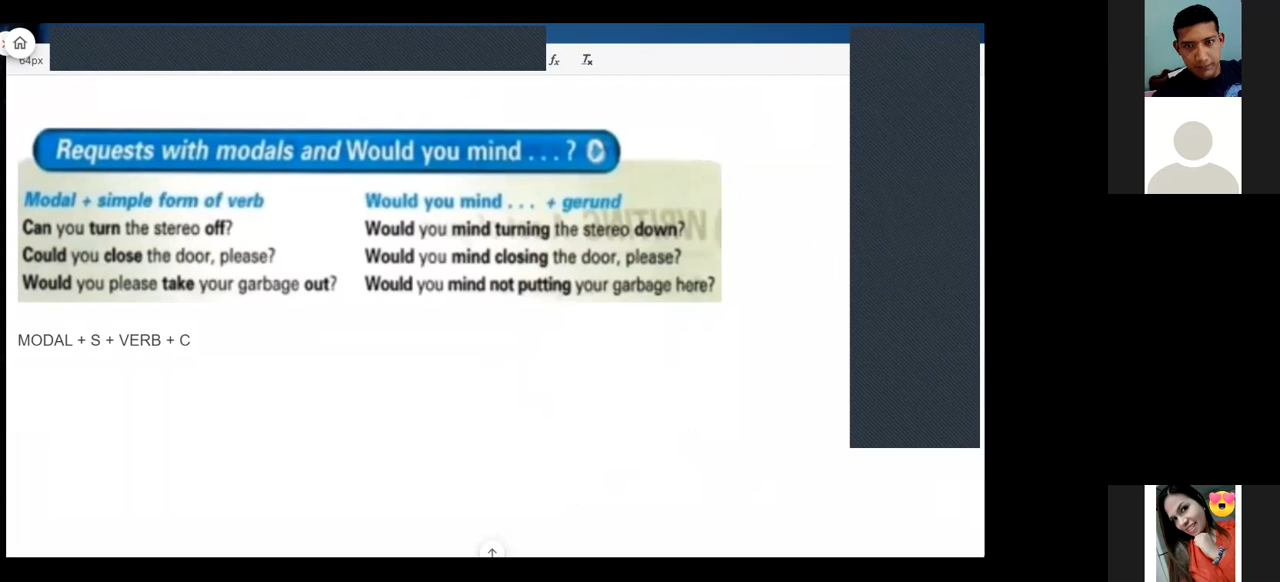 64px
fx Tx
Requests with modals and Would you mind . . . ?
Modal + simple form of verb
Can you turn the stereo off?
Could you close the door, please?
Would you please take your garbage out?
Would you mind . . . + gerund
Would you mind turning the stereo down?
Would you mind closing the door, please?
Would you mind not putting your garbage here?
MODAL + S + VERB + C